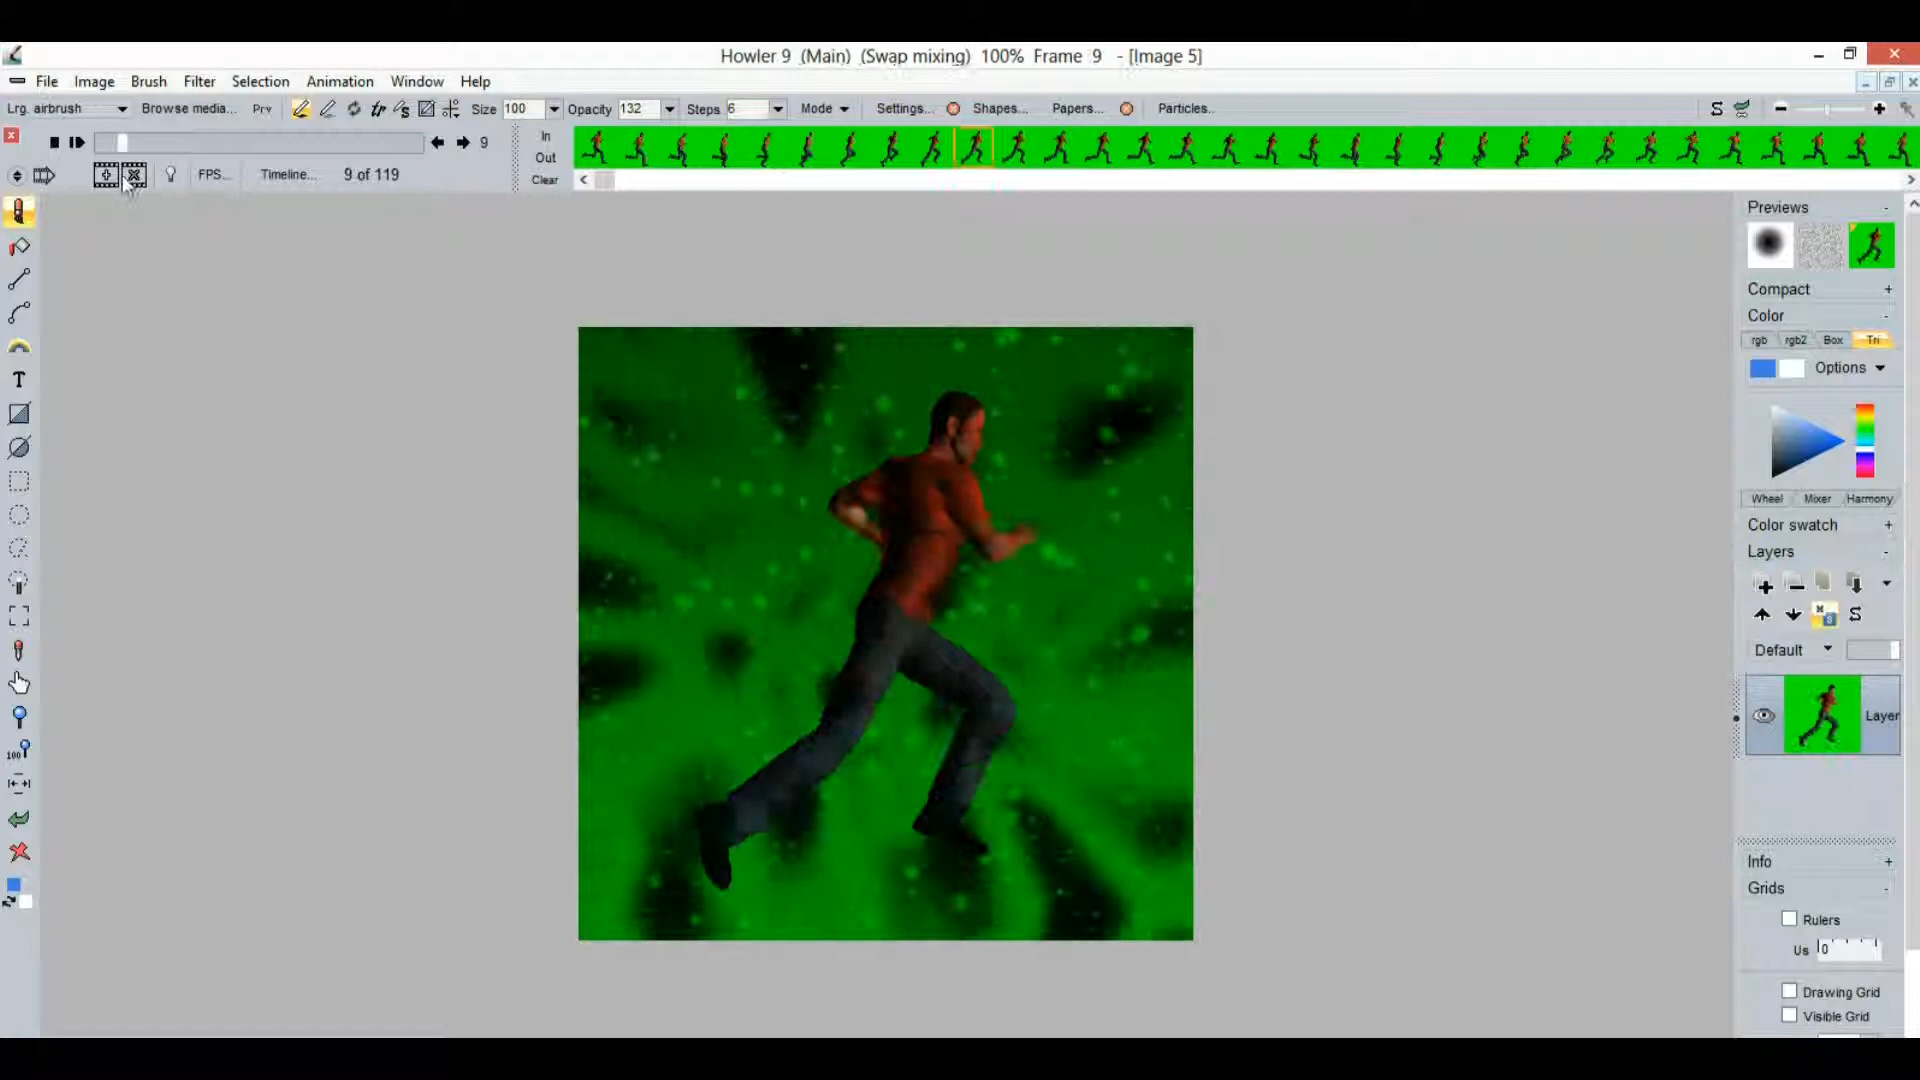 Howler 9 (Main) (Swap mixing) 100% Frame 9 - [Image 5]
File Image Brush Filter Selection Animation Window Help
Lrg. airbrush Browse media... Prv Size 100 Opacity 132 Steps 6 Mode Settings... Shapes... Papers... Particles..
In
9
Out
FPS... Timeline... 9 of 119
Clear
Previews
Compact
Color
rgb rgb2 Box Tri
Options
Wheel Mixer Harmony
Color swatch
Layers
Default
Layer
Info
Grids
Rulers
Us 0
Drawing Grid
Visible Grid
T
100